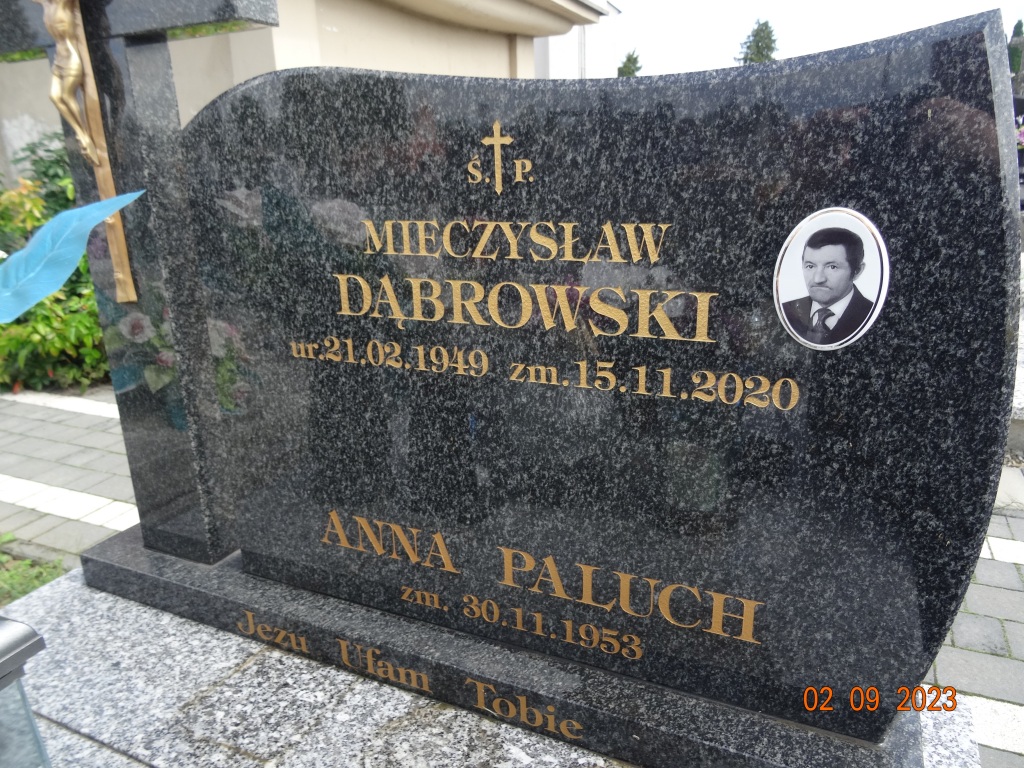 Ś. P.
MIECZYSŁAW
DĄBROWSKI
ur.21.02.1949 zm.15.11.2020
ANNA PALUCH
zm. 30.11.1953
Jezu Ufam Tobie
02 09 2023